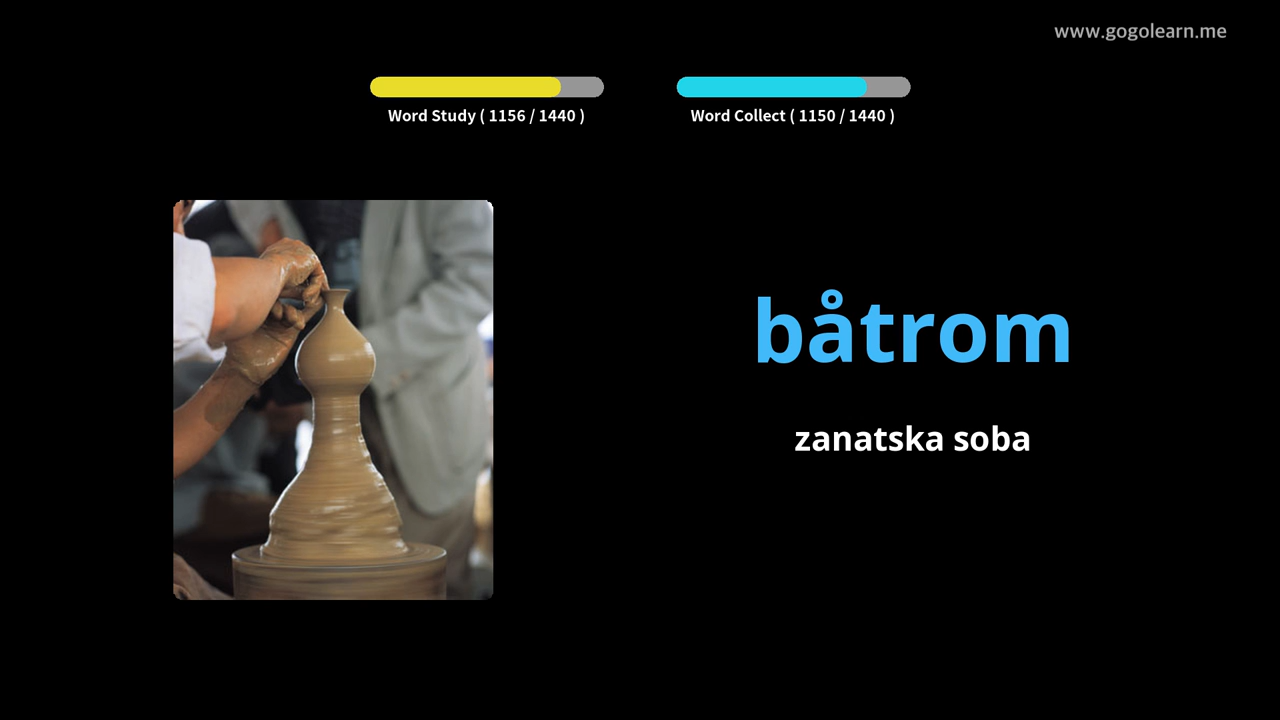 www.gogolearn.me
Word Study ( 1156 / 1440 )
Word Collect ( 1150 / 1440 )
båtrom
zanatska soba